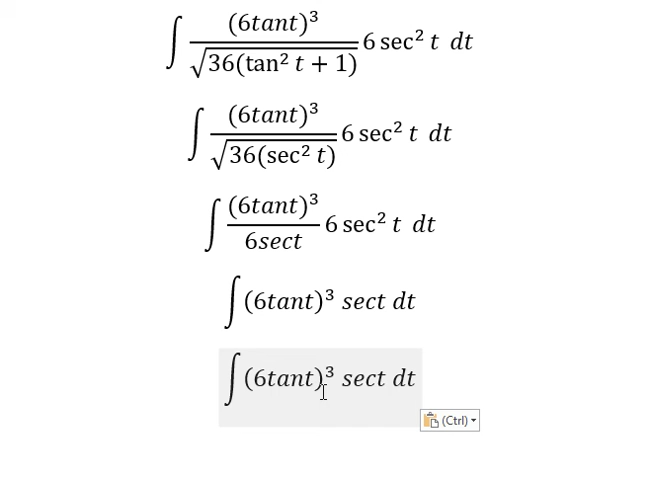 ∫ (6tant)³ / √36(tan² t + 1) 6 sec² t dt
∫ (6tant)³ / √36(sec² t) 6 sec² t dt
∫ (6tant)³ / 6sect 6 sec² t dt
∫ (6tant)³ sect dt
∫ (6tant)³ sect dt
(Ctrl)